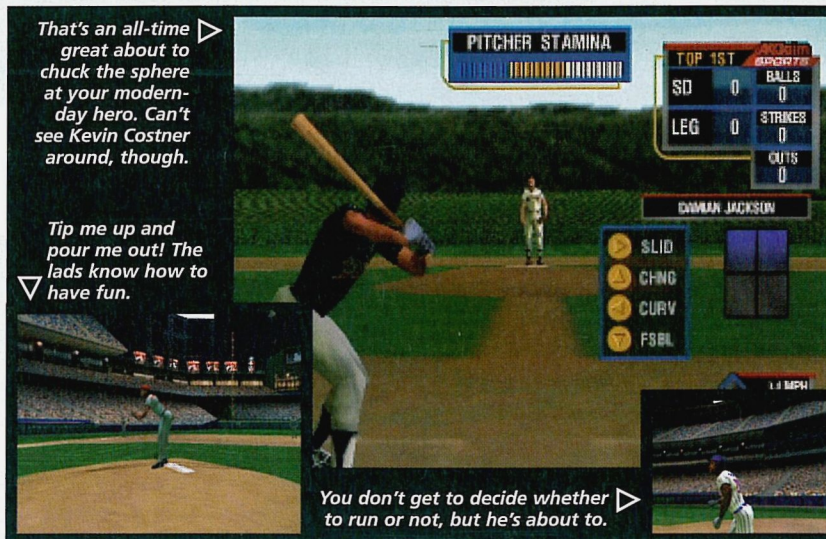 That's an all-time
great about to
chuck the sphere
at your modern-
day hero. Can't
see Kevin Costner
around, though.
Tip me up and
pour me out! The
lads know how to
have fun.
PITCHER STAMINA
Acclaim
TOP 1ST SPORTS
SD 0
LEG 0
BALLS
0
STRIKES
0
OUTS
0
DAMIAN JACKSON
SLID
CHNG
CURV
FSBL
MPH
You don't get to decide whether
to run or not, but he's about to.